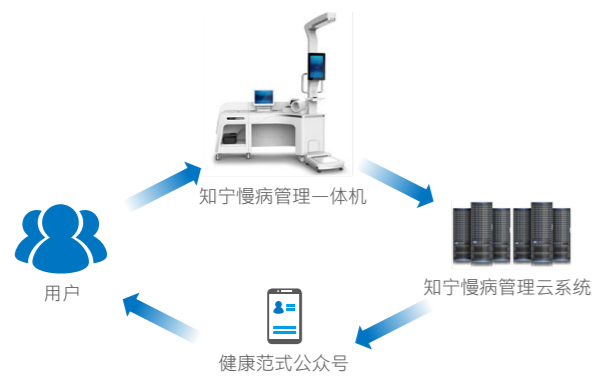 知宁慢病管理一体机
用户
知宁慢病管理云系统
健康范式公众号